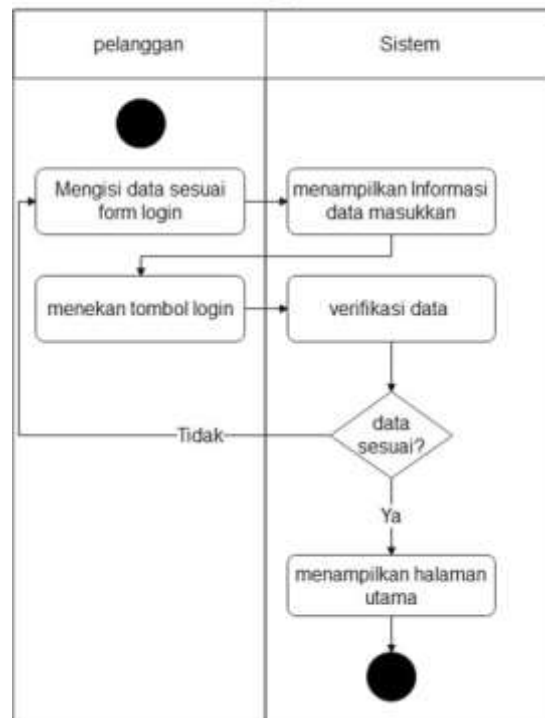 pelanggan
Sistem
Mengisi data sesuai
form login
menampilkan Informasi
data masukkan
menekan tombol login
verifikasi data
data
sesuai?
Tidak
Ya
menampilkan halaman
utama